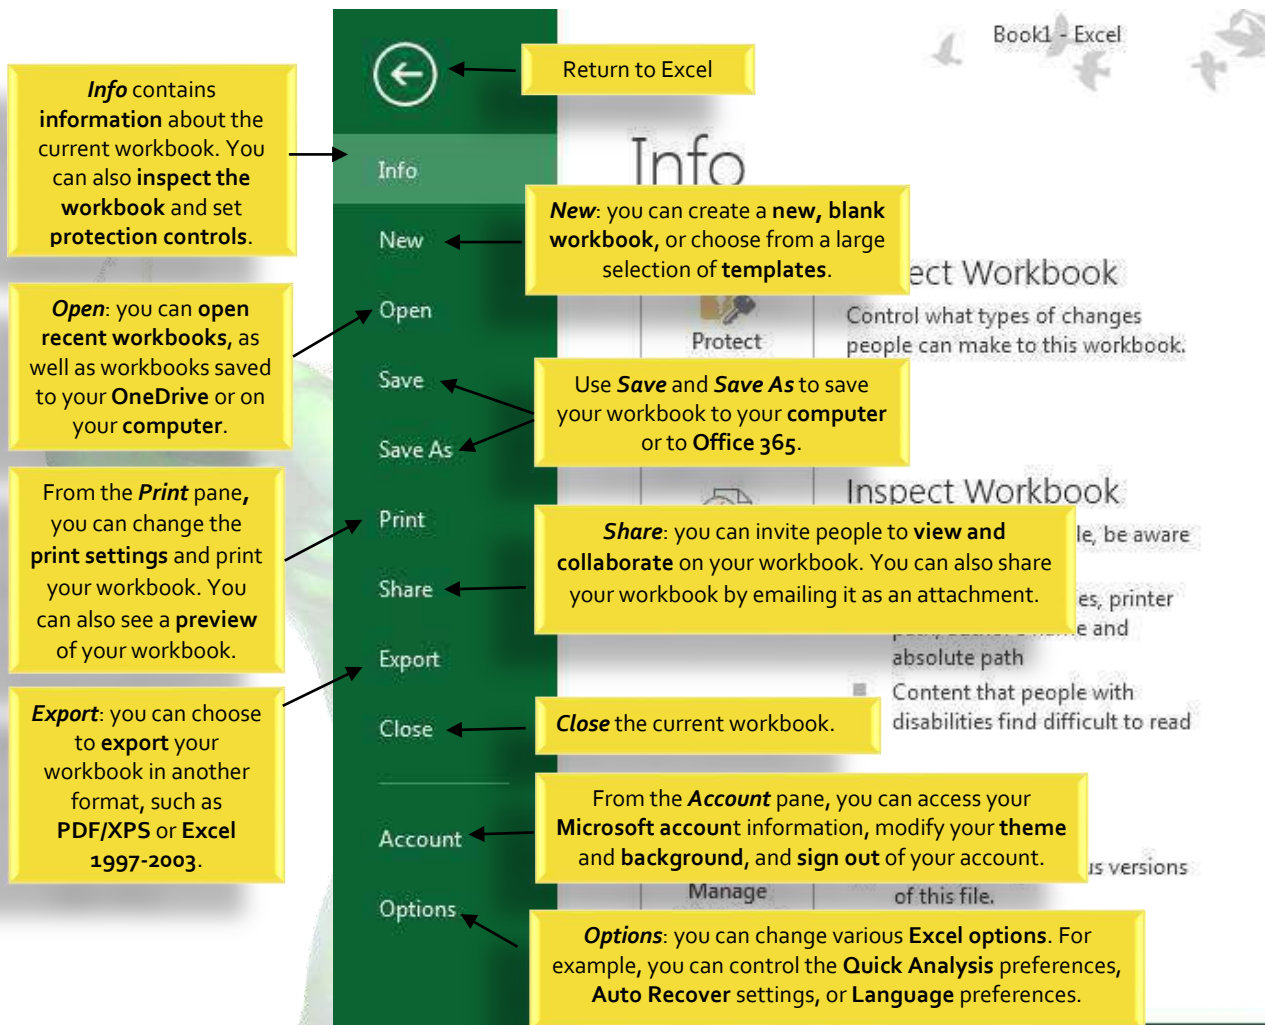 Book1 - Excel
Return to Excel
Info contains
information about the
current workbook. You
can also inspect the
workbook and set
protection controls.
Info
Info
New: you can create a new, blank
workbook, or choose from a large
selection of templates.
New
ect Workbook
Control what types of changes
people can make to this workbook.
Protect
Open: you can open
recent workbooks, as
well as workbooks saved
to your OneDrive or on
your computer.
Open
Save
Save As
Use Save and Save As to save
your workbook to your computer
or to Office 365.
Inspect Workbook
le, be aware
es, printer
absolute path
Content that people with
disabilities find difficult to read
From the Print pane,
you can change the
print settings and print
your workbook. You
can also see a preview
of your workbook.
Print
Share: you can invite people to view and
collaborate on your workbook. You can also share
your workbook by emailing it as an attachment.
Share
Export
Export: you can choose
to export your
workbook in another
format, such as
PDF/XPS or Excel
1997-2003.
Close
Close the current workbook.
From the Account pane, you can access your
Microsoft account information, modify your theme
and background, and sign out of your account.
Account
us versions
of this file.
Manage
Options
Options: you can change various Excel options. For
example, you can control the Quick Analysis preferences,
Auto Recover settings, or Language preferences.